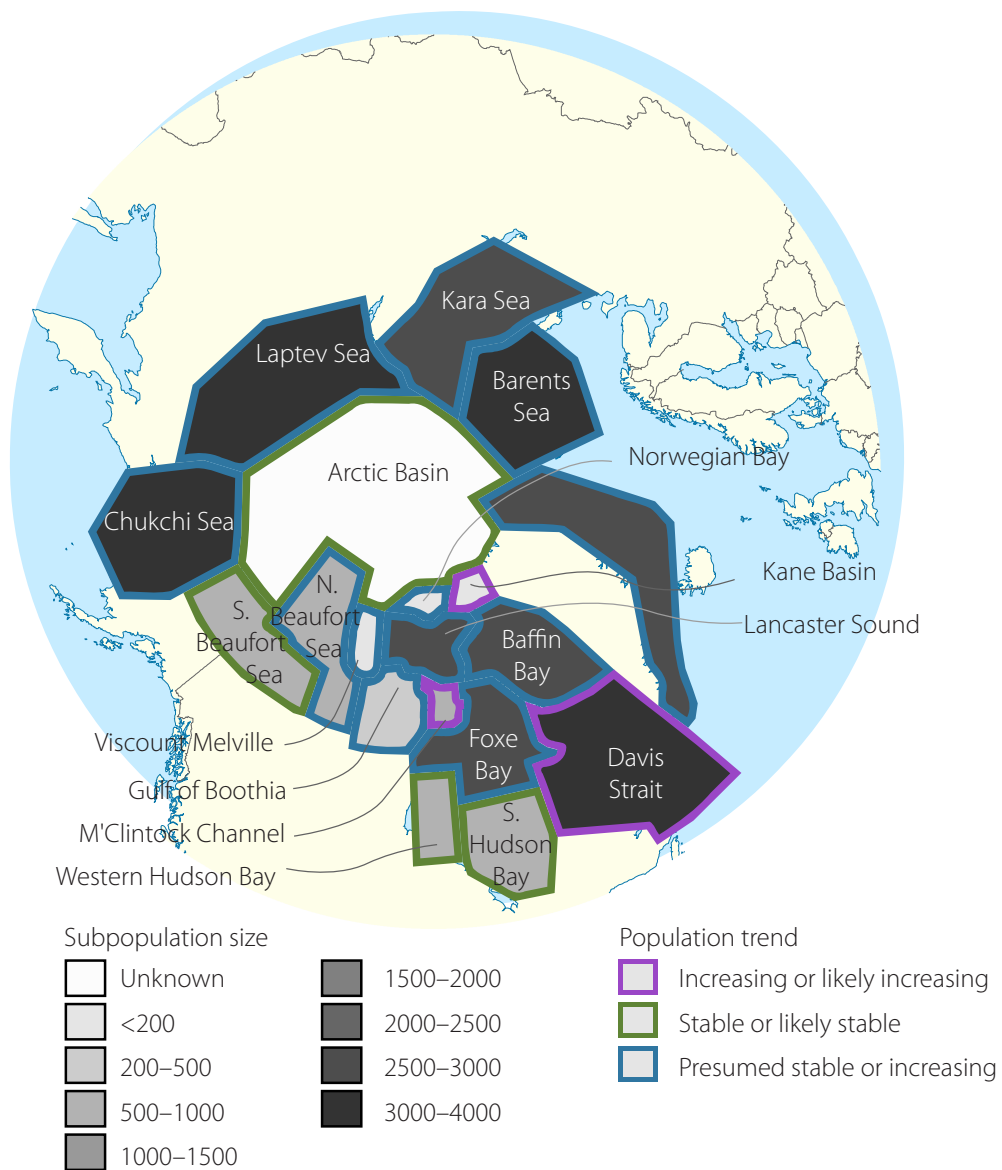 Kara Sea
Laptev Sea
Barents
Sea
Norwegian Bay
Arctic Basin
Chukchi Sea
Kane Basin
N.
Beaufort
Sea
S.
Beaufort
Sea
Lancaster Sound
Baffin
Bay
Viscount Melville
Foxe
Bay
Davis
Strait
Gulf of Boothia
M'Clintock Channel
S.
Hudson
Bay
Western Hudson Bay
Subpopulation size
Unknown
<200
200–500
500–1000
1000–1500
1500–2000
2000–2500
2500–3000
3000–4000
Population trend
Increasing or likely increasing
Stable or likely stable
Presumed stable or increasing